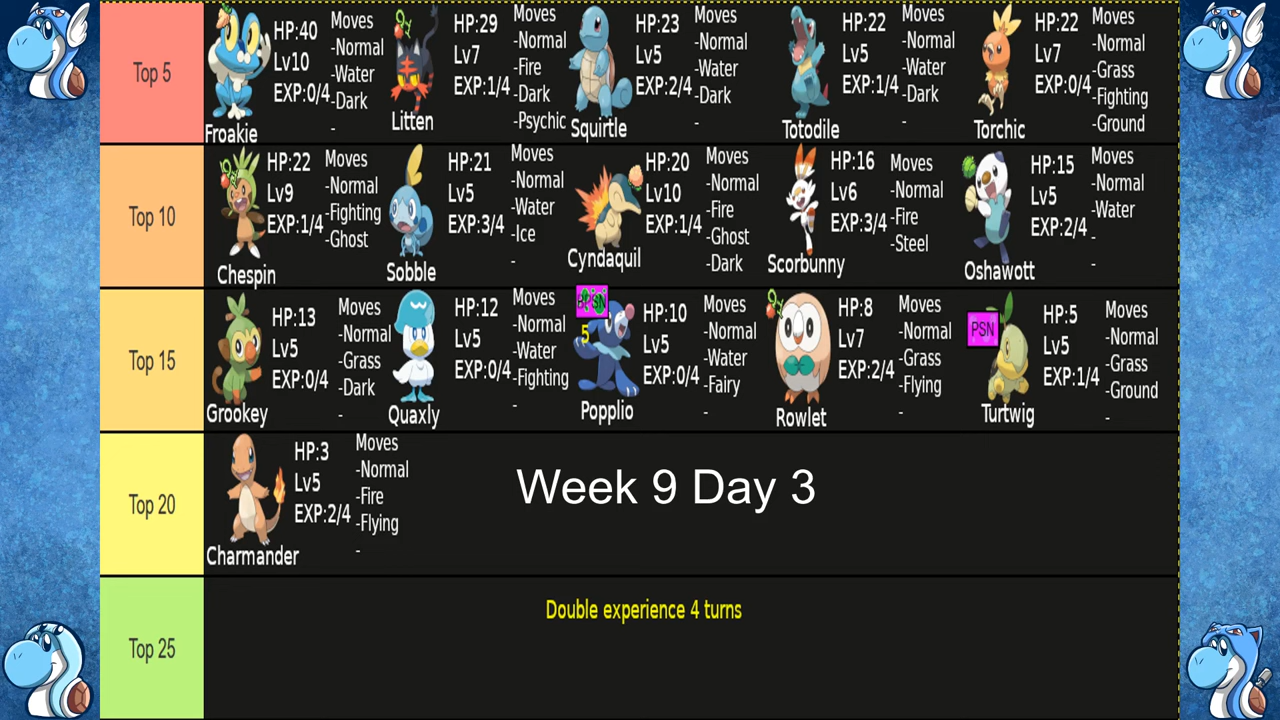 Top 5
HP:40
Lv10
EXP:0/4
Moves
-Normal
-Water
-Dark
-
Froakie
HP:29
Lv7
EXP:1/4
Moves
-Normal
-Fire
-Dark
-Psychic
Litten
HP:23
Lv5
EXP:2/4
Moves
-Normal
-Water
-Dark
-
Squirtle
HP:22
Lv5
EXP:1/4
Moves
-Normal
-Water
-Dark
-
Totodile
HP:22
Lv7
EXP:0/4
Moves
-Normal
-Grass
-Fighting
-Ground
Torchic
Top 10
HP:22
Lv9
EXP:1/4
Moves
-Normal
-Fighting
-Ghost
Chespin
HP:21
Lv5
EXP:3/4
Moves
-Normal
-Water
-Ice
-
Sobble
HP:20
Lv10
EXP:1/4
Moves
-Normal
-Fire
-Ghost
-Dark
Cyndaquil
HP:16
Lv6
EXP:3/4
Moves
-Normal
-Fire
-Steel
Scorbunny
HP:15
Lv5
EXP:2/4
Moves
-Normal
-Water
-
-
Oshawott
Top 15
HP:13
Lv5
EXP:0/4
Moves
-Normal
-Grass
-Dark
-
Grookey
HP:12
Lv5
EXP:0/4
Moves
-Normal
-Water
-Fighting
-
Quaxly
5
HP:10
Lv5
EXP:0/4
Moves
-Normal
-Water
-Fairy
-
Popplio
HP:8
Lv7
EXP:2/4
Moves
-Normal
-Grass
-Flying
-
Rowlet
PSN
HP:5
Lv5
EXP:1/4
Moves
-Normal
-Grass
-Ground
-
Turtwig
Top 20
HP:3
Lv5
EXP:2/4
Moves
-Normal
-Fire
-Flying
-
Charmander
Week 9 Day 3
Top 25
Double experience 4 turns